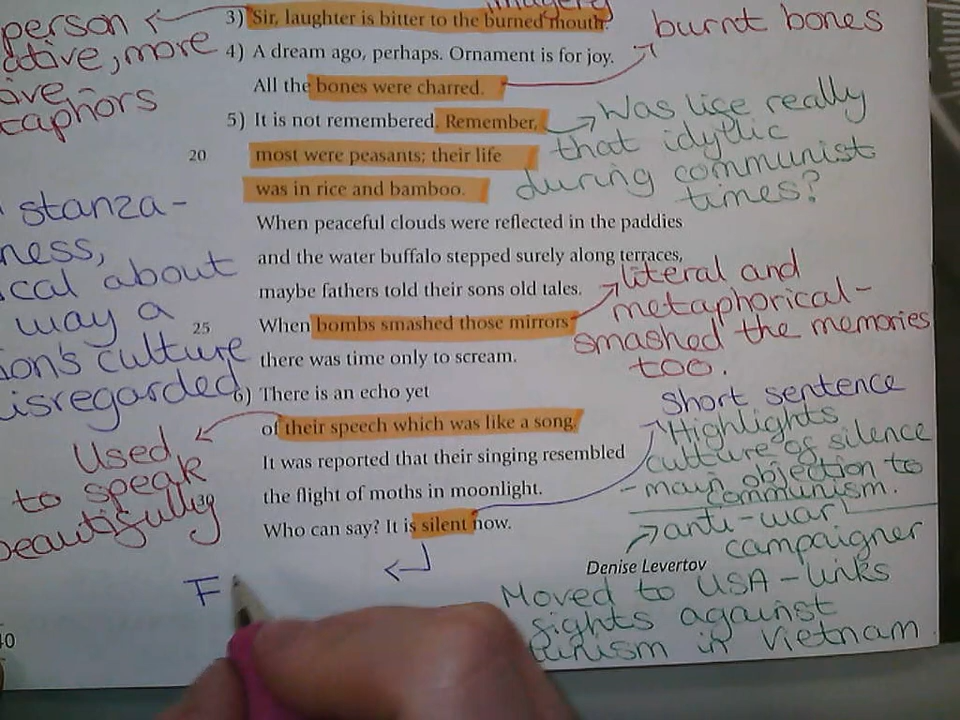 imagery
3) Sir, laughter is bitter to the burned mouth.
4) A dream ago, perhaps. Ornament is for joy.
All the bones were charred.
5) It is not remembered. Remember,
20 most were peasants; their life
was in rice and bamboo.
When peaceful clouds were reflected in the paddies
and the water buffalo stepped surely along terraces,
maybe fathers told their sons old tales.
25 When bombs smashed those mirrors
there was time only to scream.
6) There is an echo yet
of their speech which was like a song.
It was reported that their singing resembled
30 the flight of moths in moonlight.
Who can say? It is silent now.
Denise Levertov
40
person
more
stanza-
ness,
cal about
way a
culture
isregarded
Used
to speak
beautifully
F
burnt bones
Was lice really
that idyllic
during communist
times?
literal and
metaphorical-
smashed the memories
too.
Short sentence
Highlights
culture of silence
- main objection to
communism.
anti-war
campaigner
Moved to USA - links
against
in Vietnam